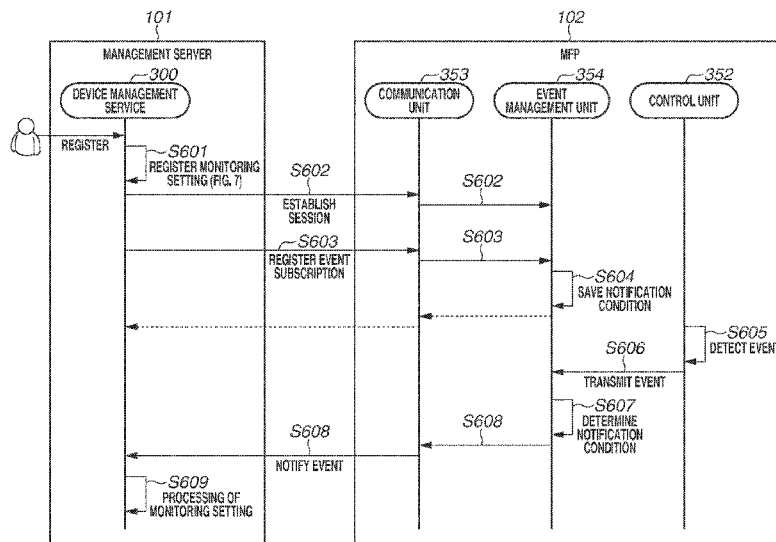 101
102
MANAGEMENT SERVER
MFP
300
353
354
352
DEVICE MANAGEMENT
SERVICE
COMMUNICATION
UNIT
EVENT
MANAGEMENT UNIT
CONTROL UNIT
REGISTER
S601
REGISTER MONITORING
SETTING (FIG. 7)
S602
ESTABLISH
SESSION
S602
S603
REGISTER EVENT
SUBSCRIPTION
S603
S604
SAVE NOTIFICATION
CONDITION
S605
DETECT EVENT
S606
TRANSMIT EVENT
S607
DETERMINE
NOTIFICATION
CONDITION
S608
S608
NOTIFY EVENT
S609
PROCESSING OF
MONITORING SETTING